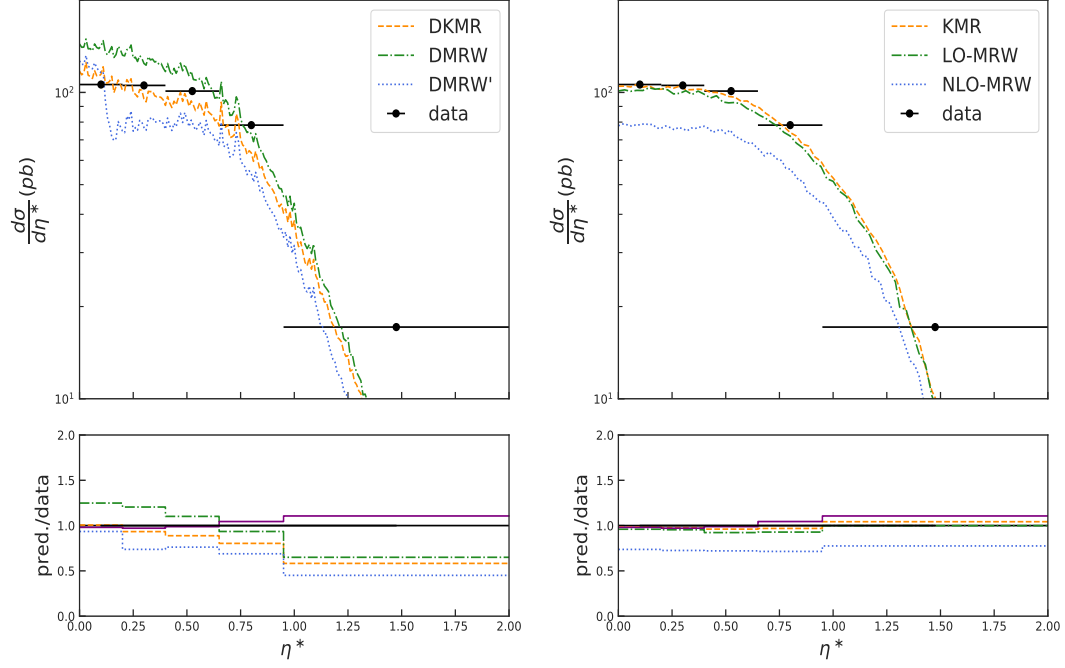 DKMR
DMRW
DMRW'
data
10²
10¹
dσ/dη* (pb)
2.0
1.5
1.0
0.5
0.0
pred./data
0.00 0.25 0.50 0.75 1.00 1.25 1.50 1.75 2.00
η*
KMR
LO-MRW
NLO-MRW
data
10²
10¹
dσ/dη* (pb)
2.0
1.5
1.0
0.5
0.0
pred./data
0.00 0.25 0.50 0.75 1.00 1.25 1.50 1.75 2.00
η*